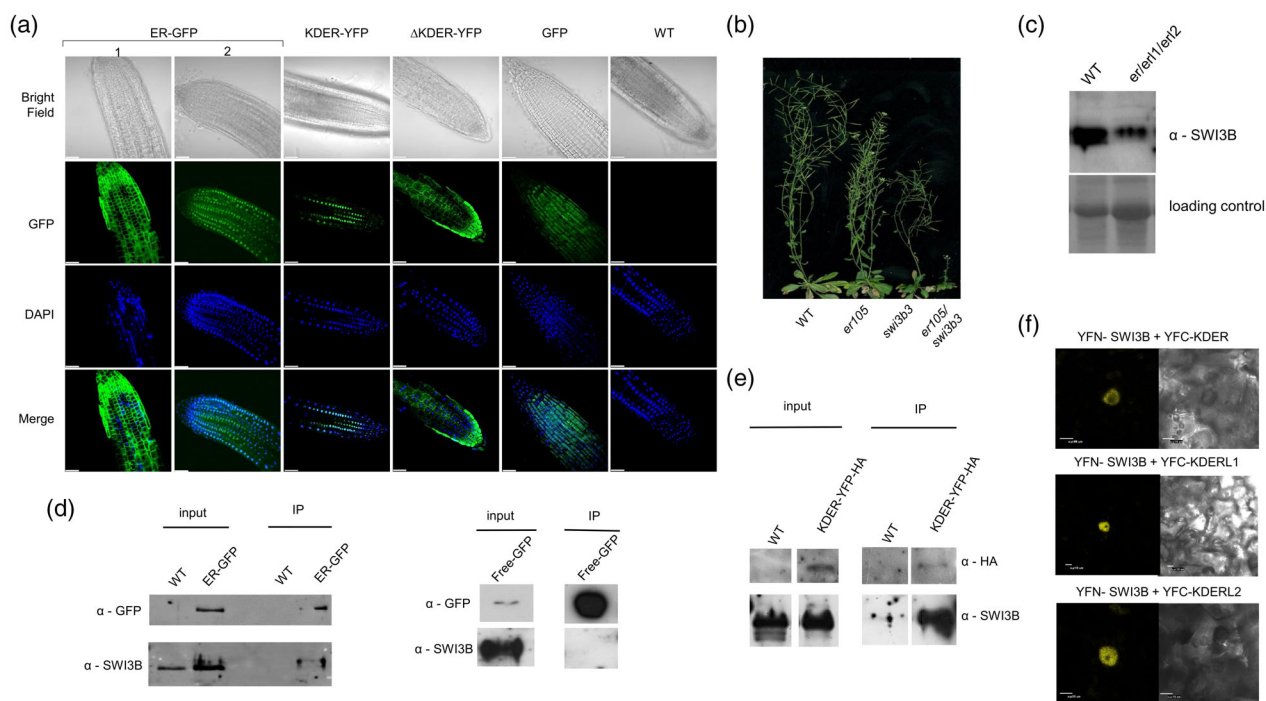 (a)
ER-GFP KDER-YFP ΔKDER-YFP GFP WT
1 2
Bright
Field
GFP
DAPI
Merge
(b)
WT er105 swi3b3 er105/
swi3b3
(c)
WT er/erl1/erl2
α - SWI3B
loading control
(d)
input IP
WT ER-GFP WT ER-GFP
α - GFP
α - SWI3B
input IP
Free-GFP Free-GFP
α - GFP
α - SWI3B
(e)
input IP
WT KDER-YFP-HA WT KDER-YFP-HA
α - HA
α - SWI3B
(f)
YFN- SWI3B + YFC-KDER
YFN- SWI3B + YFC-KDERL1
YFN- SWI3B + YFC-KDERL2